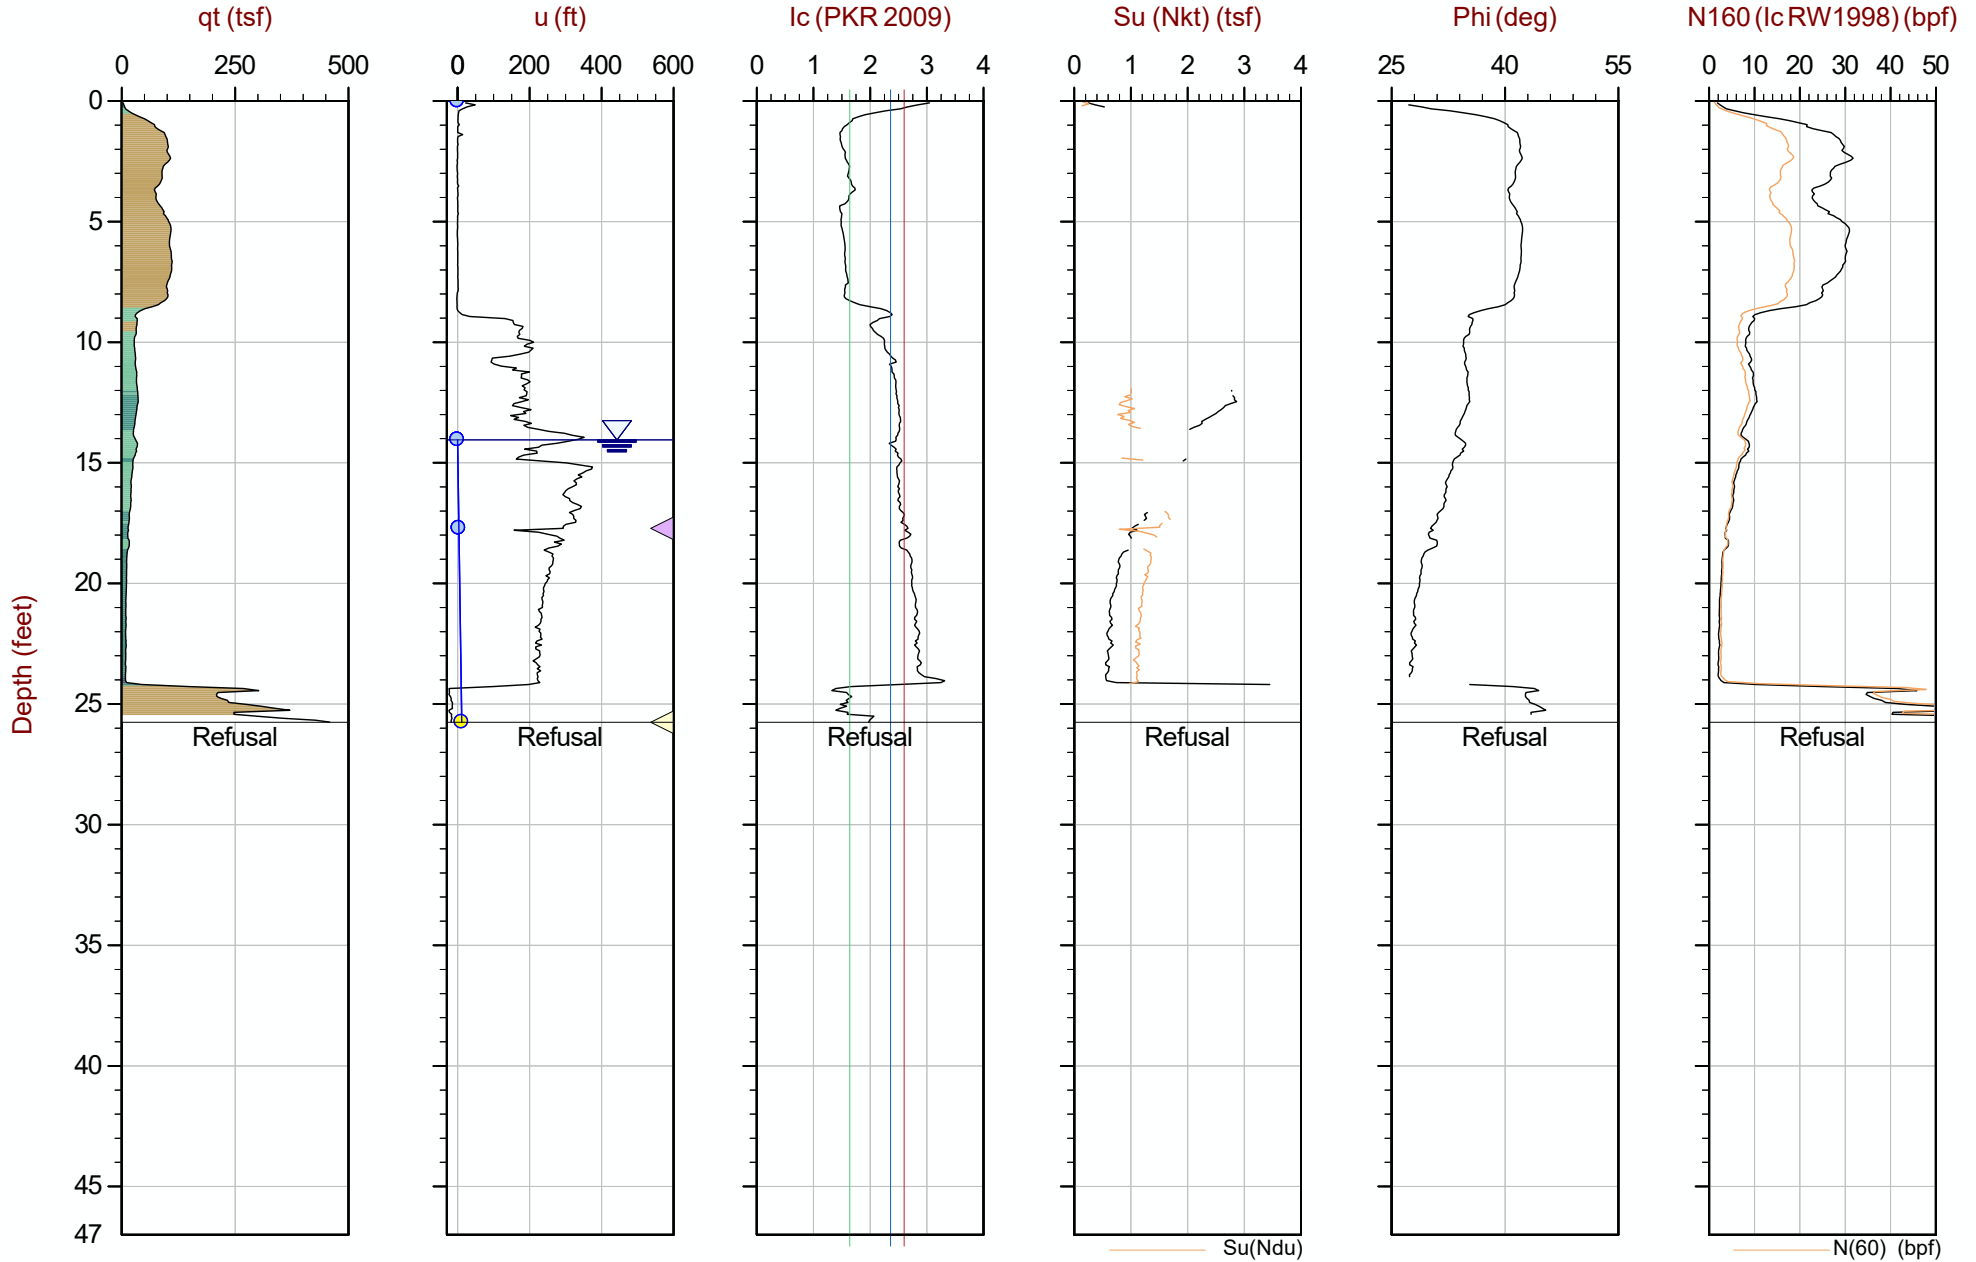 qt (tsf) u (ft) Ic (PKR 2009) Su (Nkt) (tsf) Phi (deg) N160 (Ic RW1998) (bpf)
0 250 500 0 200 400 600 0 1 2 3 4 0 1 2 3 4 25 40 55 0 10 20 30 40 50
0
5
10
15
20
25
Refusal Refusal Refusal Refusal Refusal Refusal
30
35
40
45
47
Depth (feet)
Su(Ndu) N(60) (bpf)